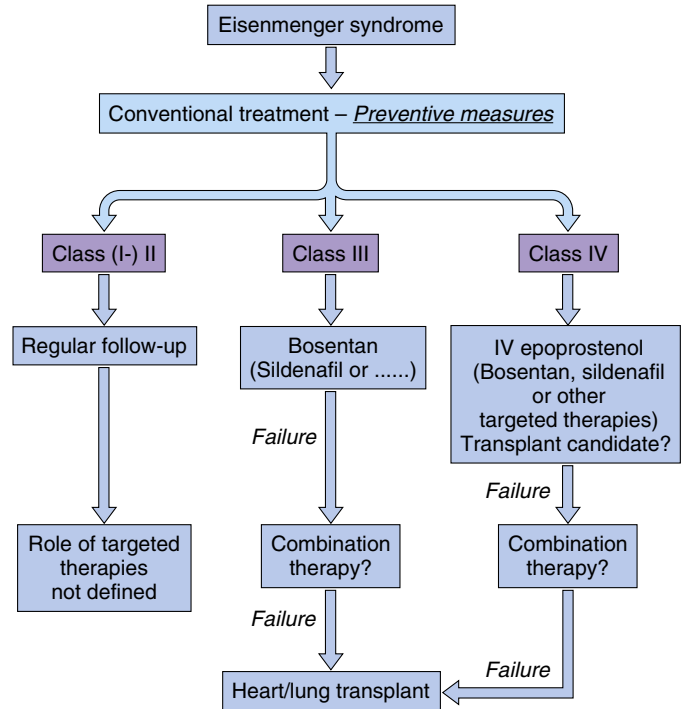 Eisenmenger syndrome
Conventional treatment – Preventive measures
Class (I-) II
Class III
Class IV
Regular follow-up
Bosentan
(Sildenafil or ......)
IV epoprostenol
(Bosentan, sildenafil
or other
targeted therapies)
Transplant candidate?
Failure
Failure
Role of targeted
therapies
not defined
Combination
therapy?
Combination
therapy?
Failure
Failure
Heart/lung transplant